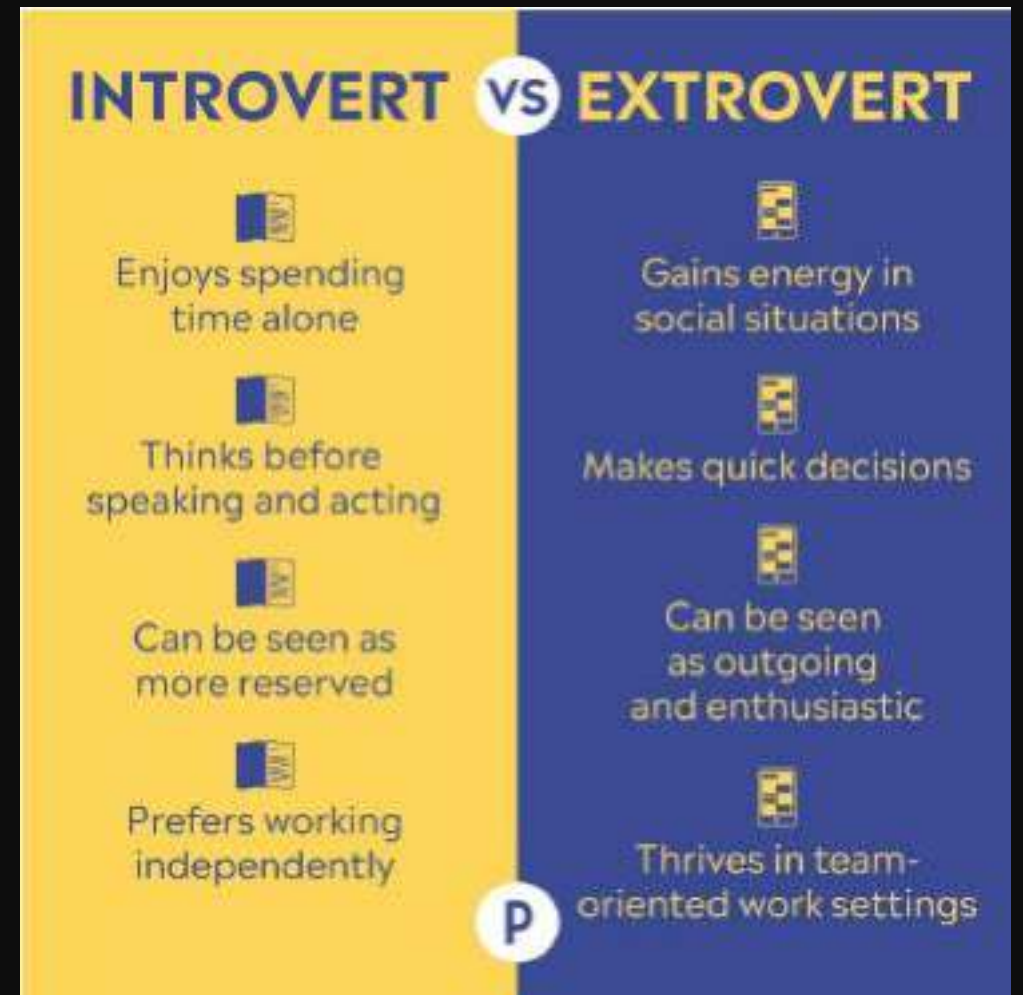 INTROVERT VS EXTROVERT
Enjoys spending
time alone
Thinks before
speaking and acting
Can be seen as
more reserved
Prefers working
independently
Gains energy in
social situations
Makes quick decisions
Can be seen
as outgoing
and enthusiastic
Thrives in team-
oriented work settings
P